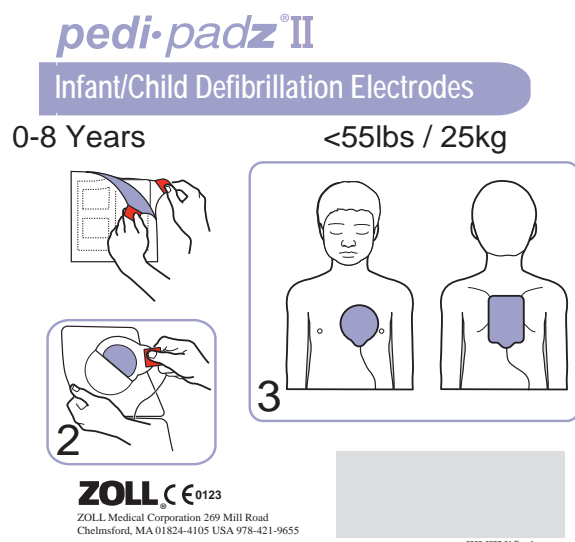 pedi•padz®II
Infant/Child Defibrillation Electrodes
0-8 Years
<55lbs / 25kg
2
3
ZOLL® CE 0123
ZOLL Medical Corporation 269 Mill Road
Chelmsford, MA 01824-4105 USA 978-421-9655